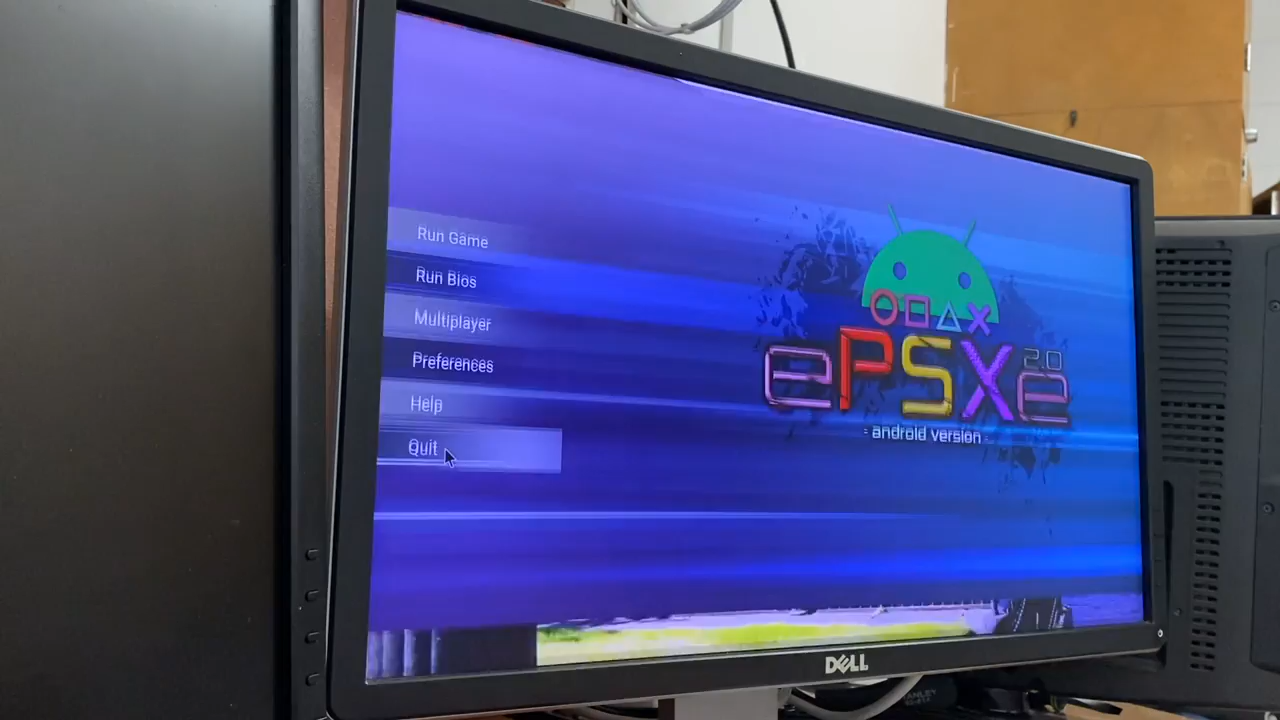 Run Game
Run Bios
Multiplayer
Preferences
Help
Quit
ePSXe 2.0
- android version -
DELL